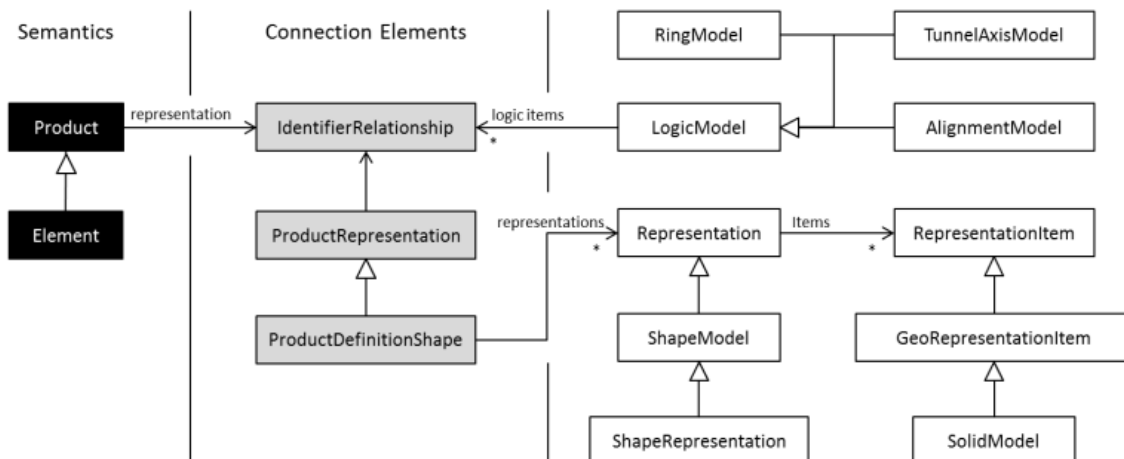 Semantics
Connection Elements
RingModel
TunnelAxisModel
Product
representation
IdentifierRelationship
logic items
*
LogicModel
AlignmentModel
Element
ProductRepresentation
representations
*
Representation
Items
*
RepresentationItem
ProductDefinitionShape
ShapeModel
GeoRepresentationItem
ShapeRepresentation
SolidModel